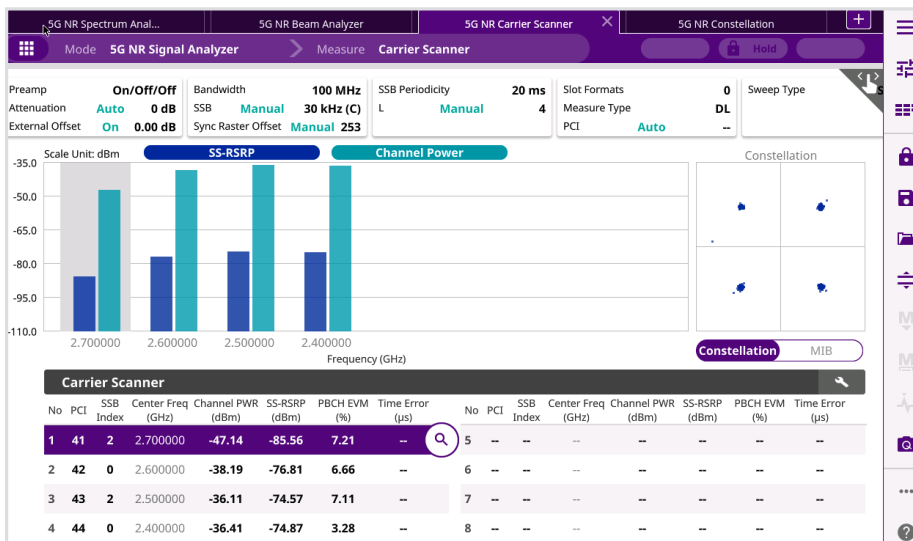 5G NR Spectrum Anal...
5G NR Beam Analyzer
5G NR Carrier Scanner
5G NR Constellation
Mode 5G NR Signal Analyzer Measure Carrier Scanner
Hold
Preamp On/Off/Off
Attenuation Auto 0 dB
External Offset On 0.00 dB
Bandwidth 100 MHz
SSB Manual 30 kHz (C)
Sync Raster Offset Manual 253
SSB Periodicity 20 ms
L Manual 4
Slot Formats 0
Measure Type DL
PCI Auto --
Sweep Type S
Scale Unit: dBm SS-RSRP Channel Power
-35.0
-50.0
-65.0
-80.0
-95.0
-110.0
2.700000 2.600000 2.500000 2.400000
Frequency (GHz)
Constellation
Constellation MIB
Carrier Scanner
No PCI SSB Index Center Freq (GHz) Channel PWR (dBm) SS-RSRP (dBm) PBCH EVM (%) Time Error (µs) No PCI SSB Index Center Freq (GHz) Channel PWR (dBm) SS-RSRP (dBm) PBCH EVM (%) Time Error (µs)
1 41 2 2.700000 -47.14 -85.56 7.21 -- 5 -- -- -- -- -- -- --
2 42 0 2.600000 -38.19 -76.81 6.66 -- 6 -- -- -- -- -- -- --
3 43 2 2.500000 -36.11 -74.57 7.11 -- 7 -- -- -- -- -- -- --
4 44 0 2.400000 -36.41 -74.87 3.28 -- 8 -- -- -- -- -- -- --